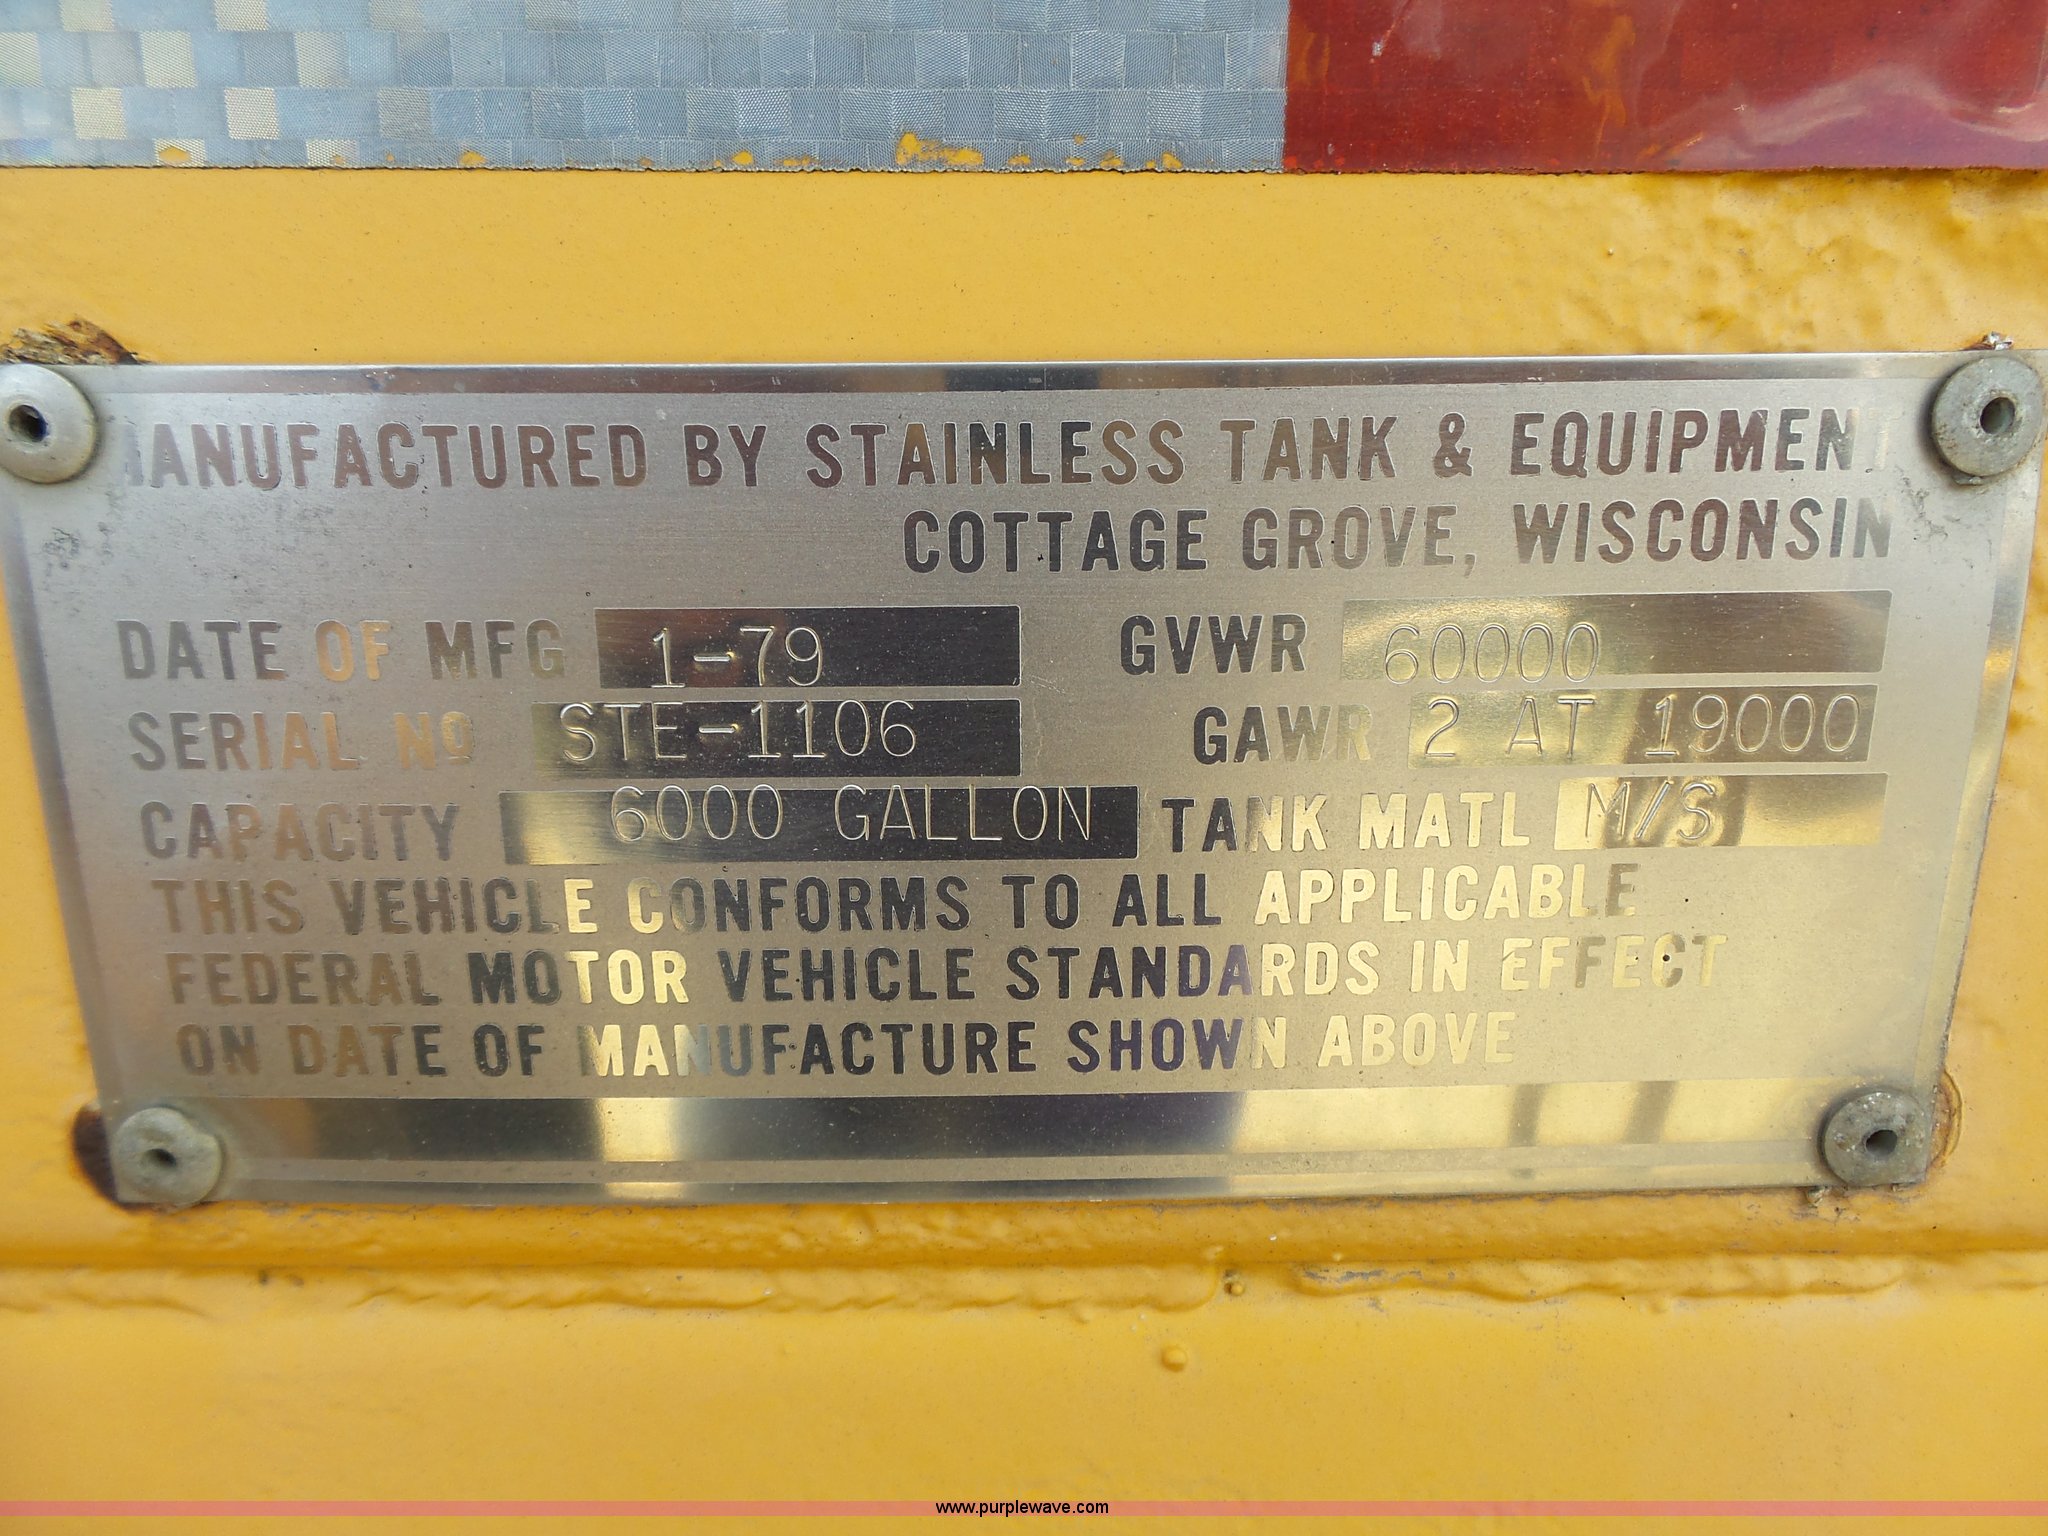 MANUFACTURED BY STAINLESS TANK & EQUIPMENT
COTTAGE GROVE, WISCONSIN
DATE OF MFG 1-79 GVWR 60000
SERIAL Nº STE-1106 GAWR 2 AT 19000
CAPACITY 6000 GALLON TANK MATL M/S
THIS VEHICLE CONFORMS TO ALL APPLICABLE
FEDERAL MOTOR VEHICLE STANDARDS IN EFFECT
ON DATE OF MANUFACTURE SHOWN ABOVE
www.purplewave.com